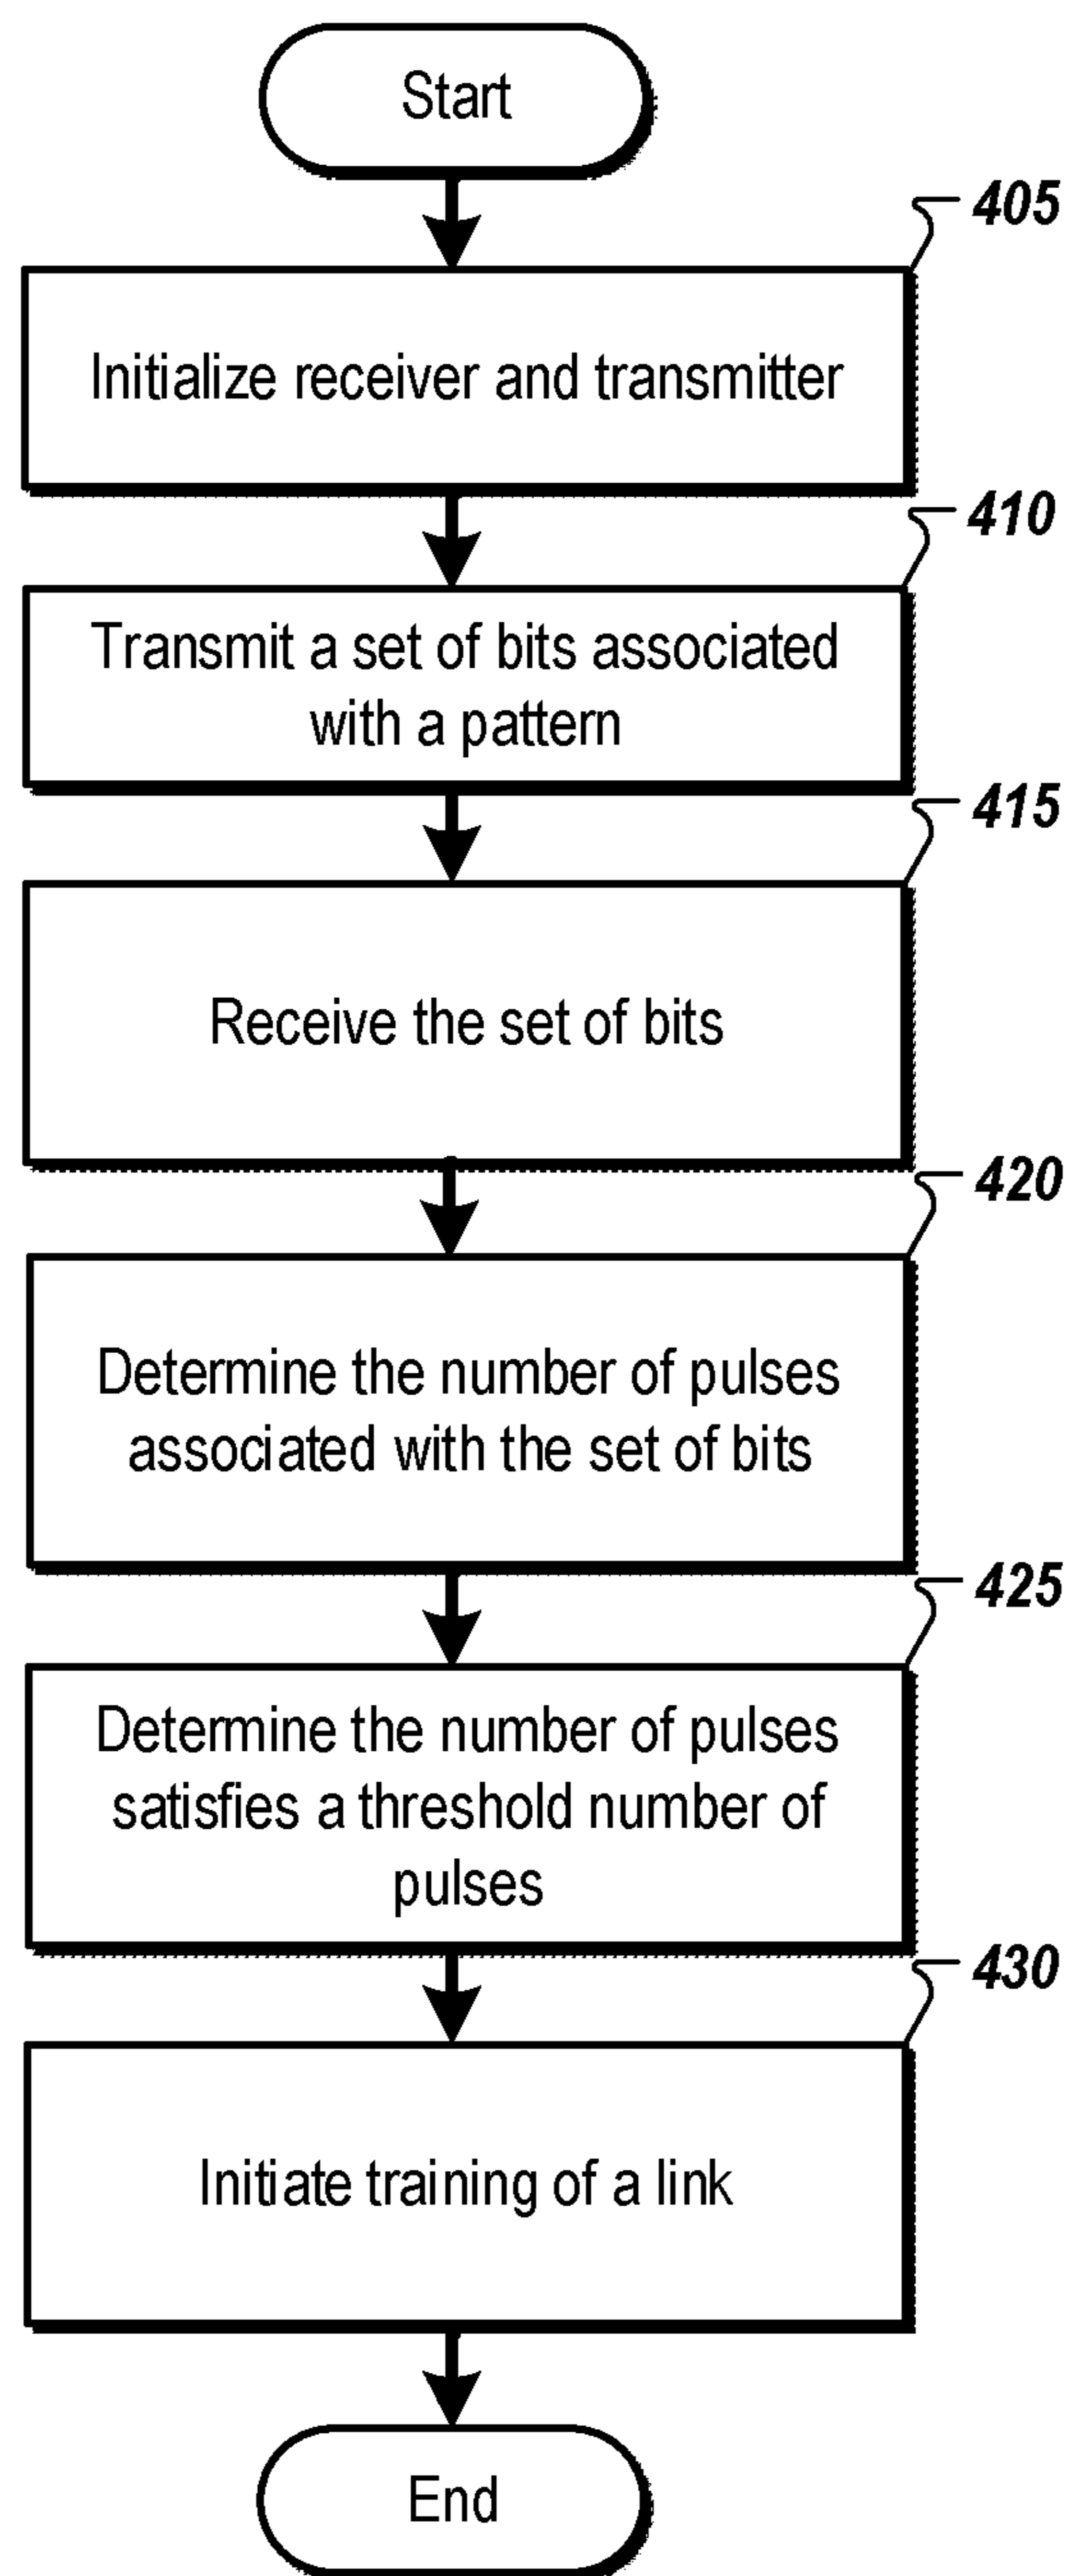 Start
405
Initialize receiver and transmitter
410
Transmit a set of bits associated
with a pattern
415
Receive the set of bits
420
Determine the number of pulses
associated with the set of bits
425
Determine the number of pulses
satisfies a threshold number of
pulses
430
Initiate training of a link
End